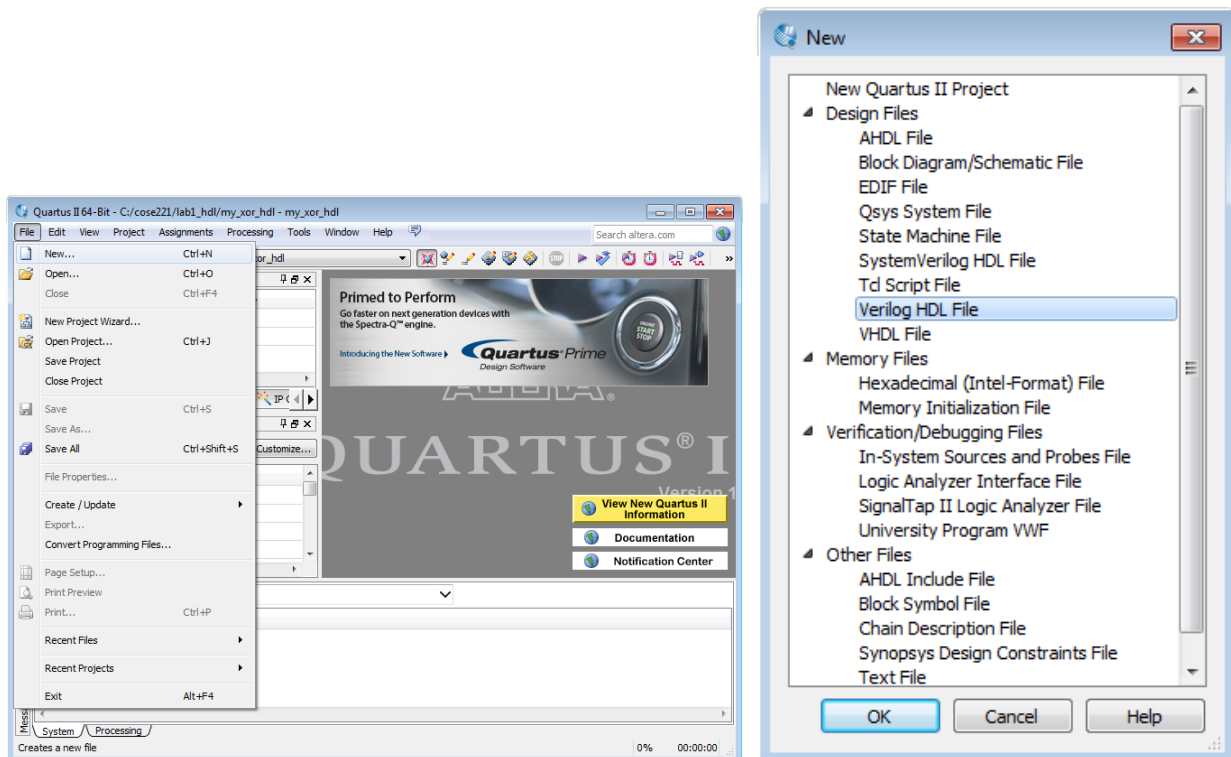 Quartus II 64-Bit - C:/cose221/lab1_hdl/my_xor_hdl - my_xor_hdl
File Edit View Project Assignments Processing Tools Window Help
Search altera.com
New... Ctrl+N
Open... Ctrl+O
Close Ctrl+F4
New Project Wizard...
Open Project... Ctrl+J
Save Project
Close Project
Save Ctrl+S
Save As...
Save All Ctrl+Shift+S
File Properties...
Create / Update
Export...
Convert Programming Files...
Page Setup...
Print Preview
Print... Ctrl+P
Recent Files
Recent Projects
Exit Alt+F4
or_hdl
IP
Customize...
Primed to Perform
Go faster on next generation devices with
the Spectra-Q™ engine.
Introducing the New Software
Quartus Prime
Design Software
ENGINE
START
STOP
QUARTUS® I
Version 1
View New Quartus II
Information
Documentation
Notification Center
Mess
System Processing
Creates a new file 0% 00:00:00
New
New Quartus II Project
Design Files
AHDL File
Block Diagram/Schematic File
EDIF File
Qsys System File
State Machine File
SystemVerilog HDL File
Tcl Script File
Verilog HDL File
VHDL File
Memory Files
Hexadecimal (Intel-Format) File
Memory Initialization File
Verification/Debugging Files
In-System Sources and Probes File
Logic Analyzer Interface File
SignalTap II Logic Analyzer File
University Program VWF
Other Files
AHDL Include File
Block Symbol File
Chain Description File
Synopsys Design Constraints File
Text File
OK Cancel Help